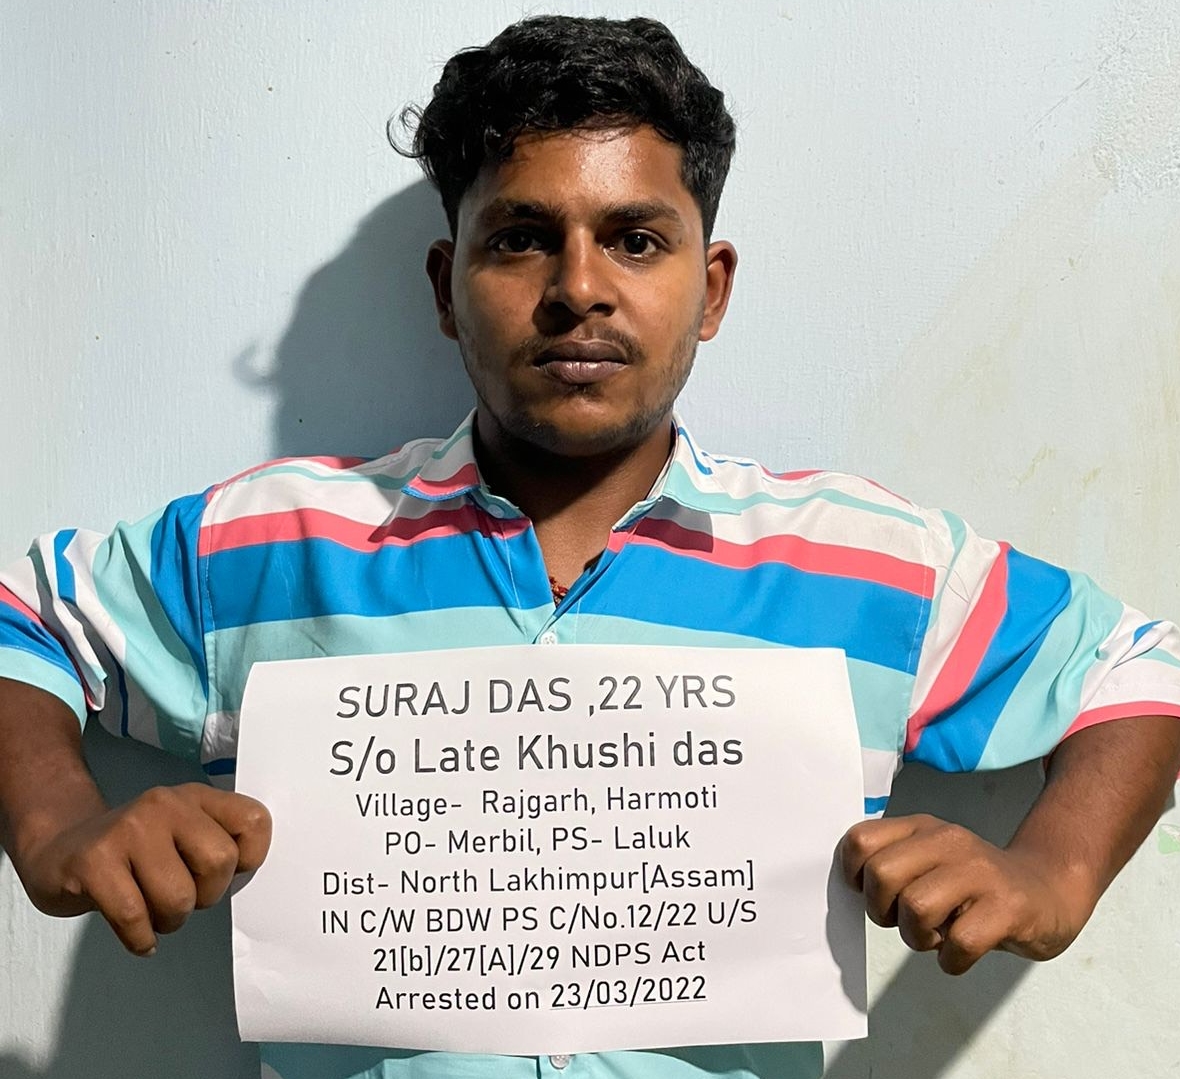 SURAJ DAS ,22 YRS
S/o Late Khushi das
Village- Rajgarh, Harmoti
PO- Merbil, PS- Laluk
Dist- North Lakhimpur[Assam]
IN C/W BDW PS C/No.12/22 U/S
21[b]/27[A]/29 NDPS Act
Arrested on 23/03/2022